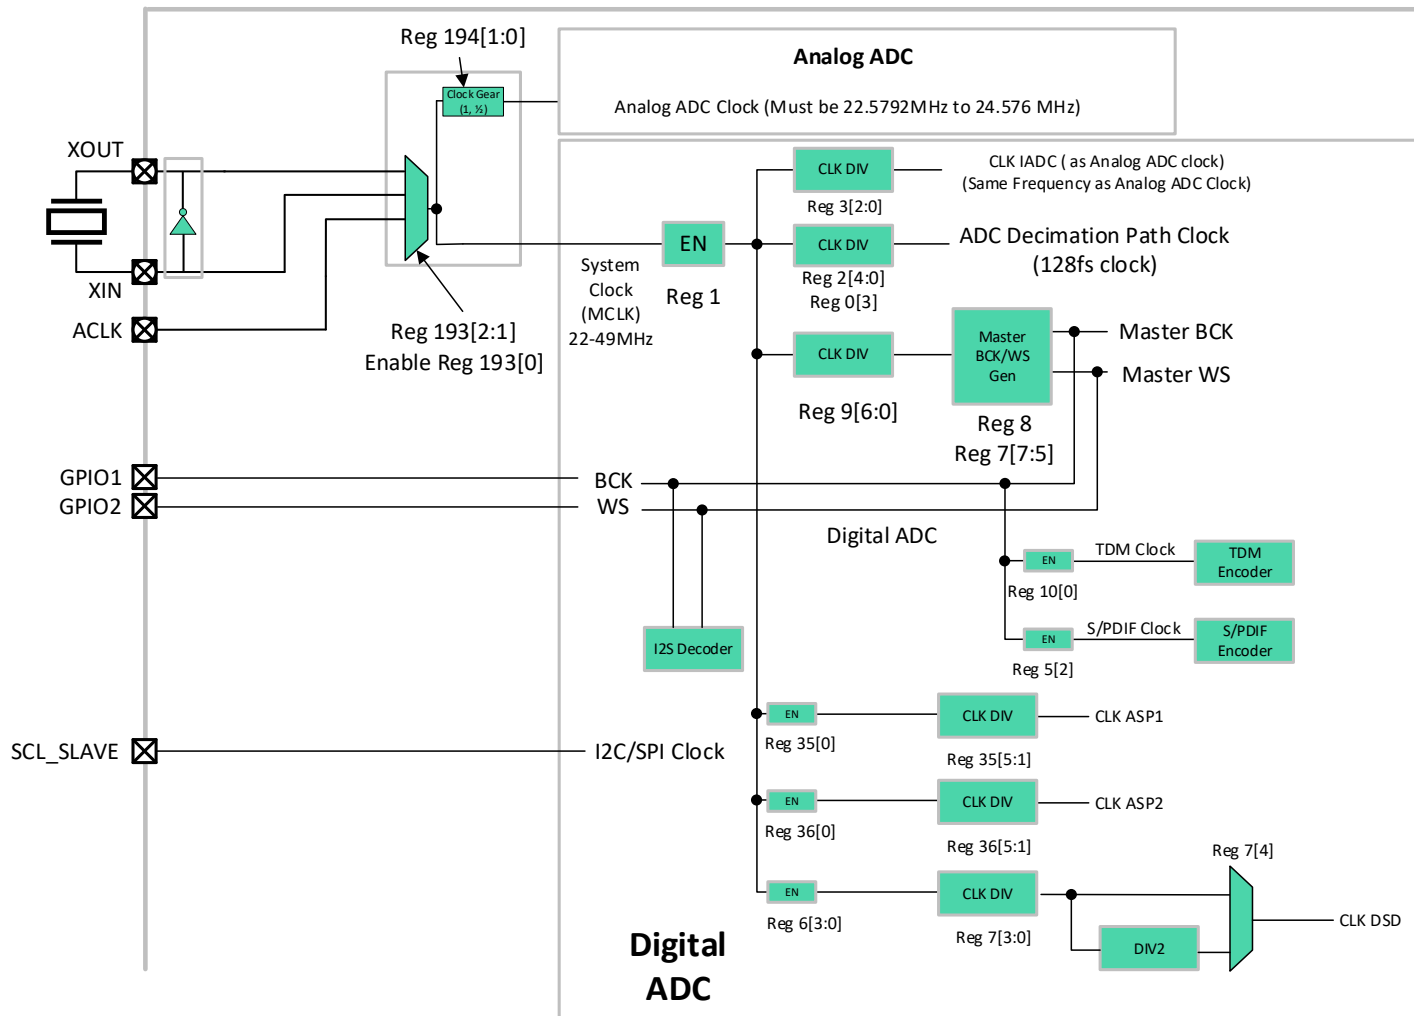 Reg 194[1:0]
Analog ADC
Clock Gear
(1, ½)
Analog ADC Clock (Must be 22.5792MHz to 24.576 MHz)
XOUT
XIN
ACLK
Reg 193[2:1]
Enable Reg 193[0]
System
Clock
(MCLK)
22-49MHz
EN
Reg 1
CLK DIV
Reg 3[2:0]
CLK IADC ( as Analog ADC clock)
(Same Frequency as Analog ADC Clock)
CLK DIV
Reg 2[4:0]
Reg 0[3]
ADC Decimation Path Clock
(128fs clock)
CLK DIV
Reg 9[6:0]
Master
BCK/WS
Gen
Reg 8
Reg 7[7:5]
Master BCK
Master WS
GPIO1
GPIO2
BCK
WS
Digital ADC
EN
Reg 10[0]
TDM Clock
TDM
Encoder
EN
Reg 5[2]
S/PDIF Clock
S/PDIF
Encoder
I2S Decoder
SCL_SLAVE
I2C/SPI Clock
EN
Reg 35[0]
CLK DIV
Reg 35[5:1]
CLK ASP1
EN
Reg 36[0]
CLK DIV
Reg 36[5:1]
CLK ASP2
EN
Reg 6[3:0]
CLK DIV
Reg 7[3:0]
DIV2
Reg 7[4]
CLK DSD
Digital
ADC